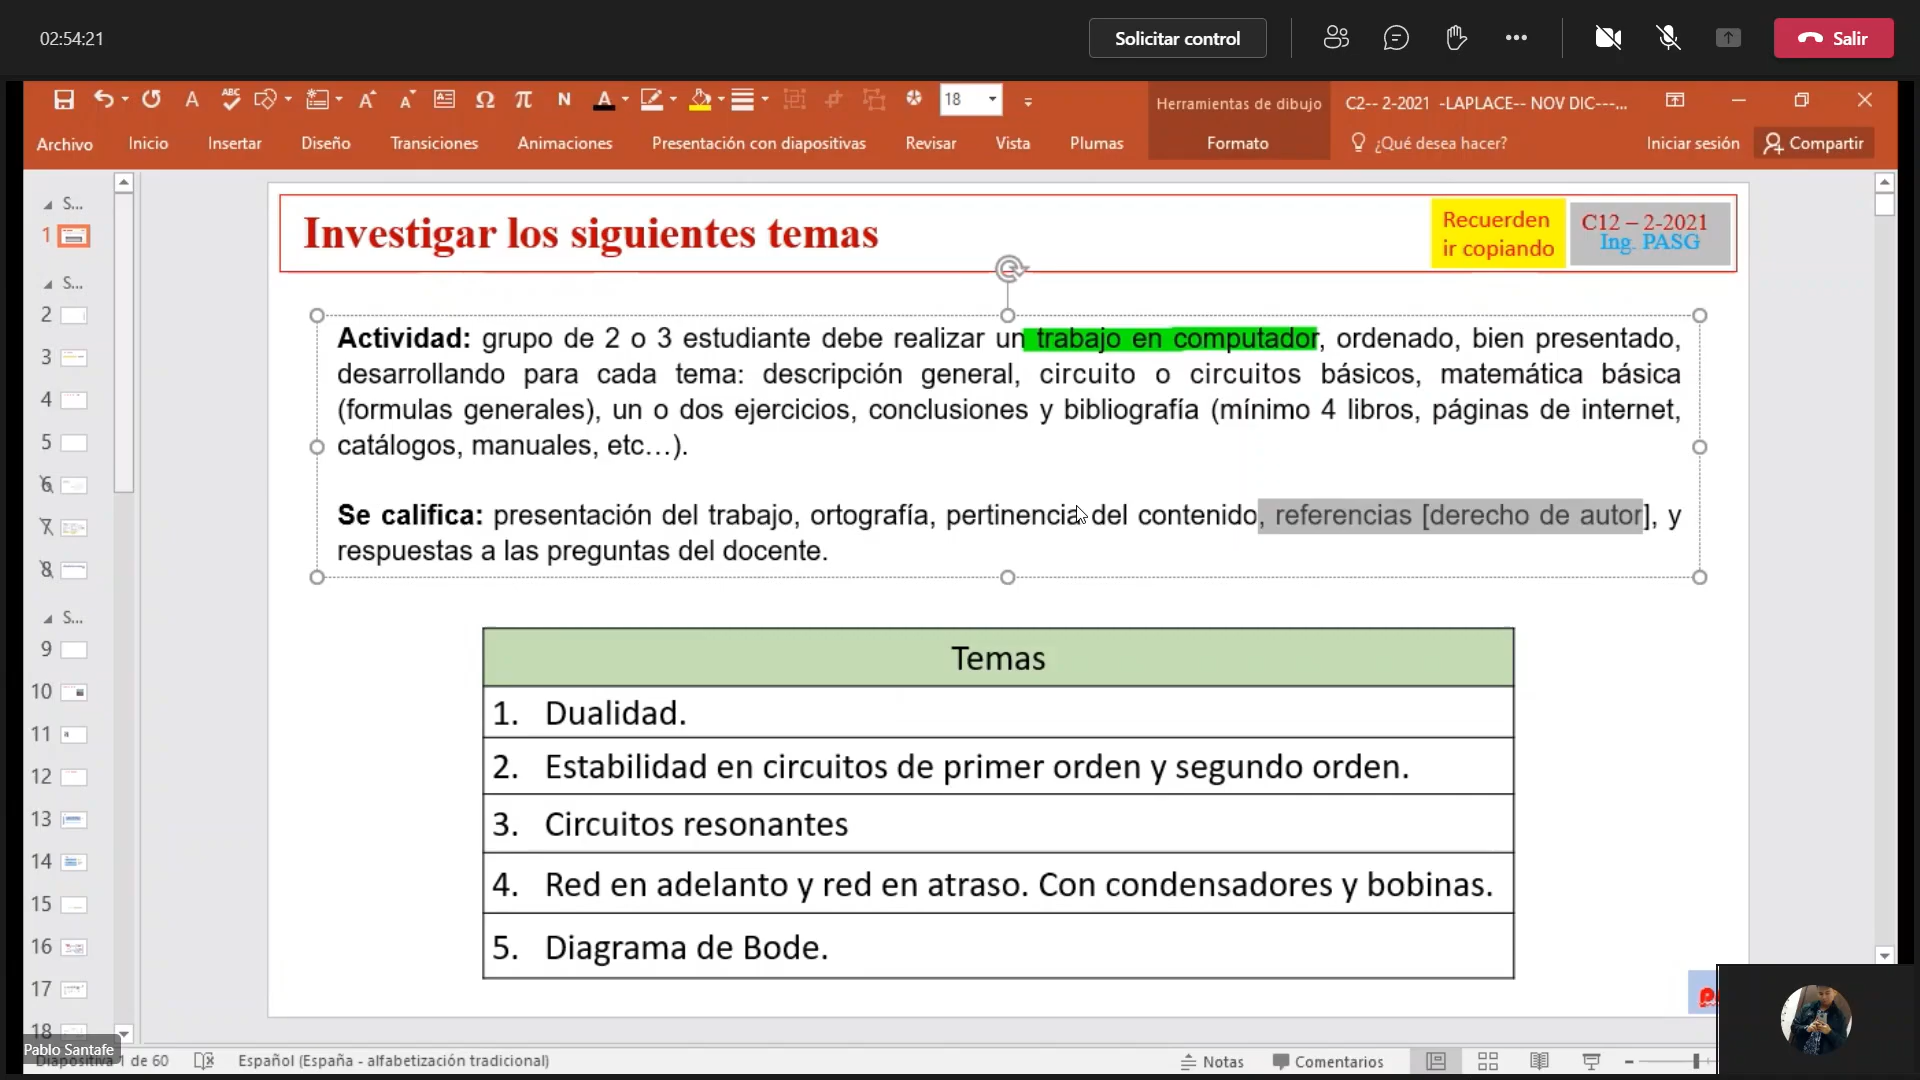 02:54:21
Solicitar control
Salir
A
ABC
A
A
Ω
π
N
A
18
Herramientas de dibujo
C2-- 2-2021 -LAPLACE-- NOV DIC---...
Archivo
Inicio
Insertar
Diseño
Transiciones
Animaciones
Presentación con diapositivas
Revisar
Vista
Plumas
Formato
¿Qué desea hacer?
Iniciar sesión
Compartir
S...
1
S...
2
3
4
5
6
7
8
S...
9
10
11
12
13
14
15
16
17
18
Investigar los siguientes temas
Recuerden
ir copiando
C12 – 2-2021
Ing. PASG
Actividad: grupo de 2 o 3 estudiante debe realizar un trabajo en computador, ordenado, bien presentado,
desarrollando para cada tema: descripción general, circuito o circuitos básicos, matemática básica
(formulas generales), un o dos ejercicios, conclusiones y bibliografía (mínimo 4 libros, páginas de internet,
catálogos, manuales, etc…).
Se califica: presentación del trabajo, ortografía, pertinencia del contenido, referencias [derecho de autor], y
respuestas a las preguntas del docente.
Temas
1. Dualidad.
2. Estabilidad en circuitos de primer orden y segundo orden.
3. Circuitos resonantes
4. Red en adelanto y red en atraso. Con condensadores y bobinas.
5. Diagrama de Bode.
Pablo Santafe
Diapositiva 1 de 60
Español (España - alfabetización tradicional)
Notas
Comentarios